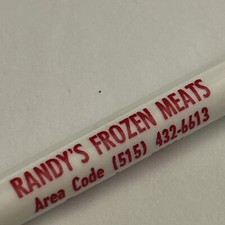 RANDY'S FROZEN MEATS
Area Code (515) 432-6613